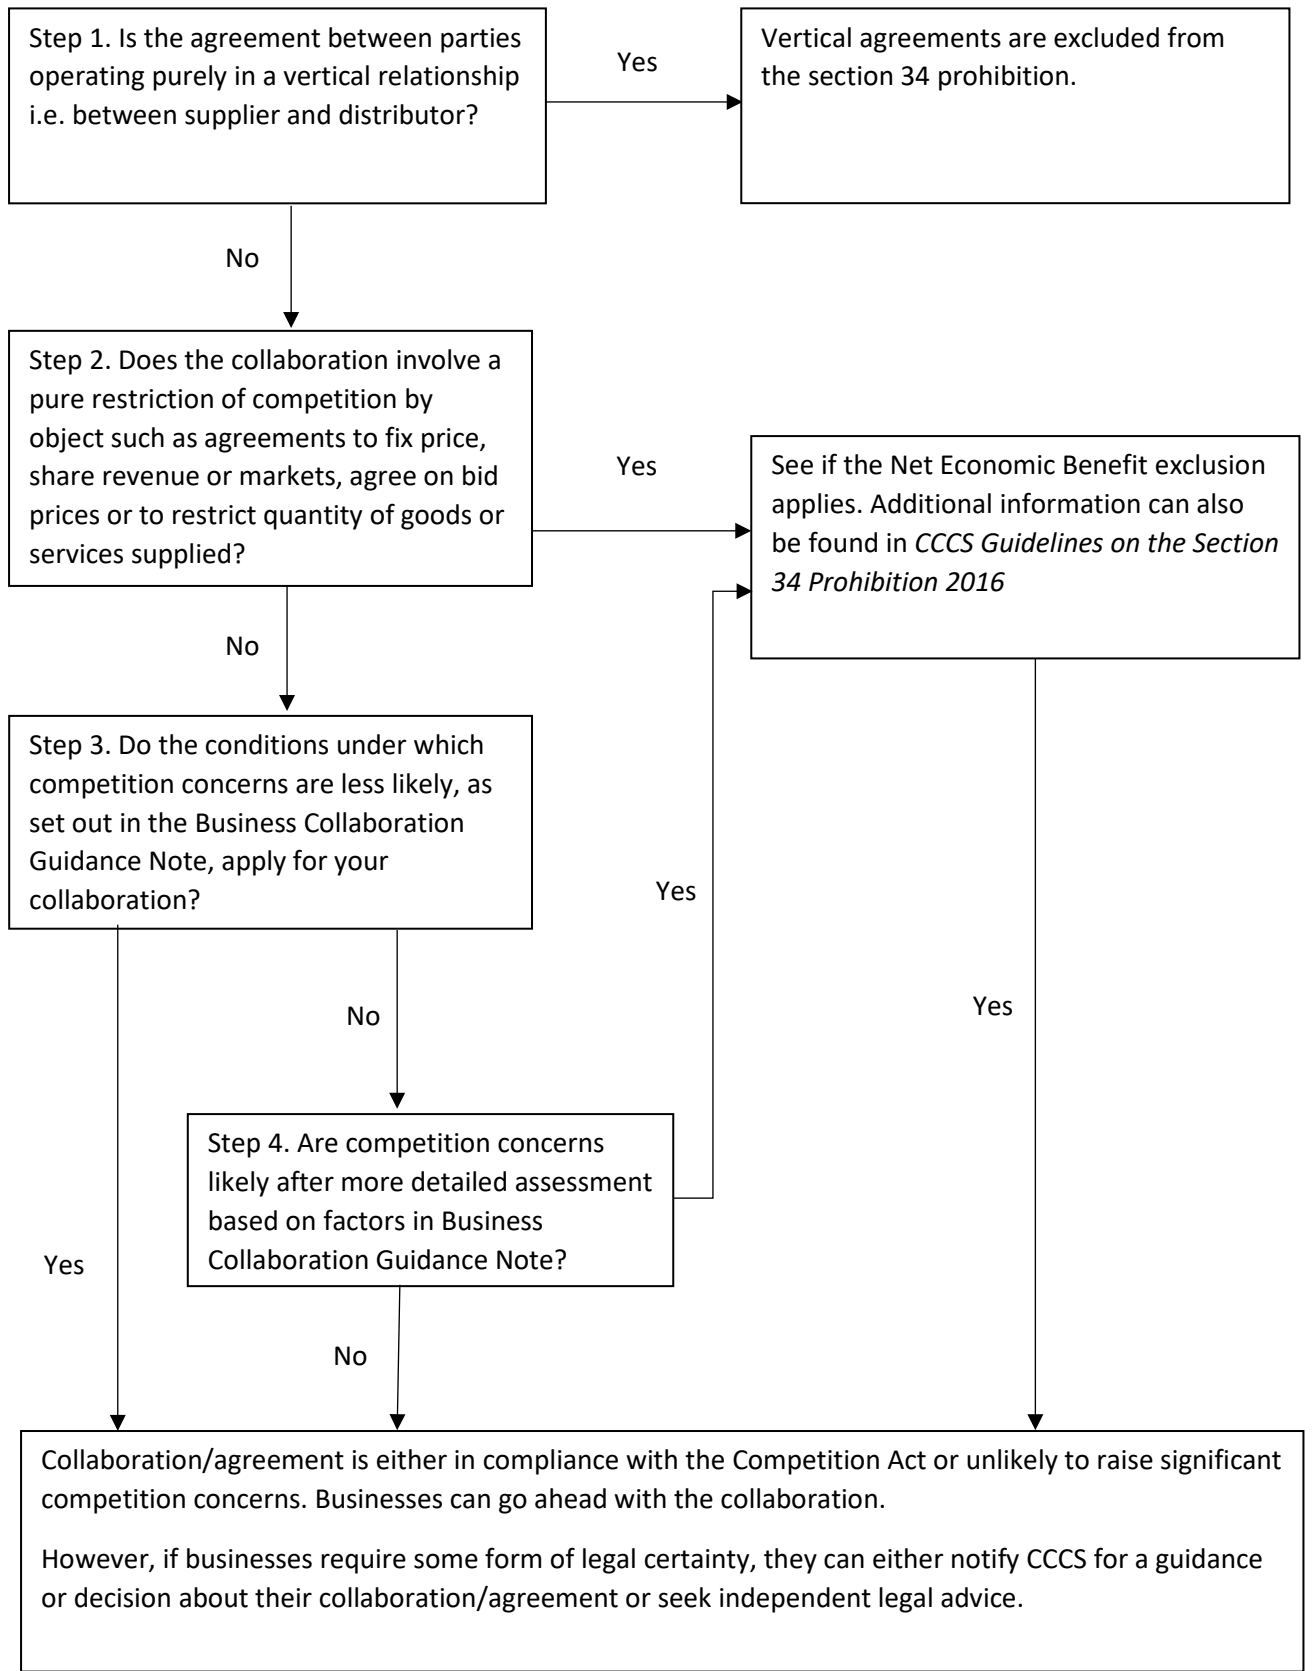 Step 1. Is the agreement between parties
operating purely in a vertical relationship
i.e. between supplier and distributor?
Yes
Vertical agreements are excluded from
the section 34 prohibition.
No
Step 2. Does the collaboration involve a
pure restriction of competition by
object such as agreements to fix price,
share revenue or markets, agree on bid
prices or to restrict quantity of goods or
services supplied?
Yes
See if the Net Economic Benefit exclusion
applies. Additional information can also
be found in CCCS Guidelines on the Section
34 Prohibition 2016
No
Step 3. Do the conditions under which
competition concerns are less likely, as
set out in the Business Collaboration
Guidance Note, apply for your
collaboration?
Yes
No
Yes
Step 4. Are competition concerns
likely after more detailed assessment
based on factors in Business
Collaboration Guidance Note?
Yes
No
Collaboration/agreement is either in compliance with the Competition Act or unlikely to raise significant
competition concerns. Businesses can go ahead with the collaboration.
However, if businesses require some form of legal certainty, they can either notify CCCS for a guidance
or decision about their collaboration/agreement or seek independent legal advice.